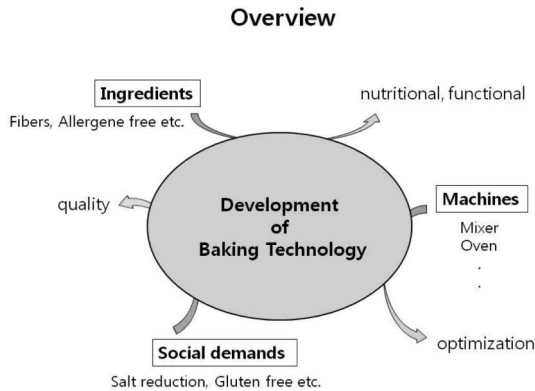 Overview
Ingredients
Fibers, Allergene free etc.
nutritional, functional
quality
Development
of
Baking Technology
Machines
Mixer
Oven
.
.
optimization
Social demands
Salt reduction, Gluten free etc.